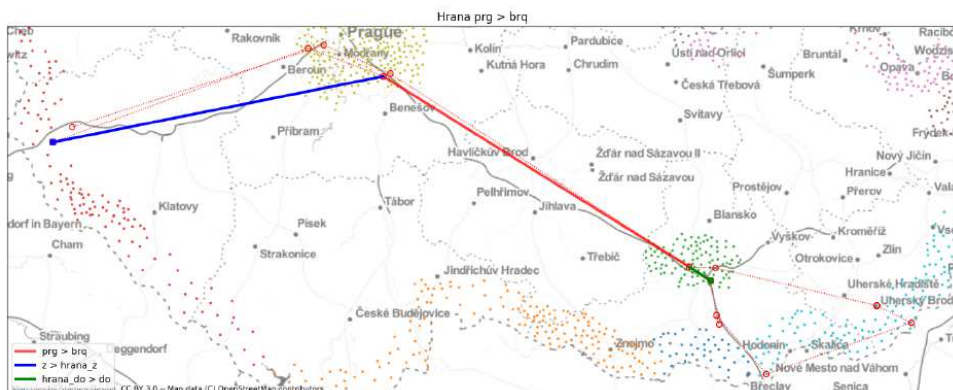 Hrana prg > brq
Cheb
Rakovník
Prague
Kolín
Pardubice
Ústí nad Orlicí
Bruntál
Krnov
Modřany
Beroun
Kutná Hora
Chrudim
Česká Třebová
Šumperk
Opava
Benešov
Svitavy
Příbram
Havlíčkův Brod
Žďár nad Sázavou II
Žďár nad Sázavou
Nový Jičín
Hranice
Klatovy
Tábor
Pelhřimov
Jihlava
Prostějov
Přerov
Písek
Blansko
Cham
Strakonice
Třebíč
Vyškov
Kroměříž
Zlín
Otrokovice
Jindřichův Hradec
Uherské Hradiště
Uherský Brod
České Budějovice
Straubing
Znojmo
Hodonín
Skalica
Nové Mesto nad Váhom
Břeclav
Senica
prg > brq
z > hrana_z
hrana_do > do